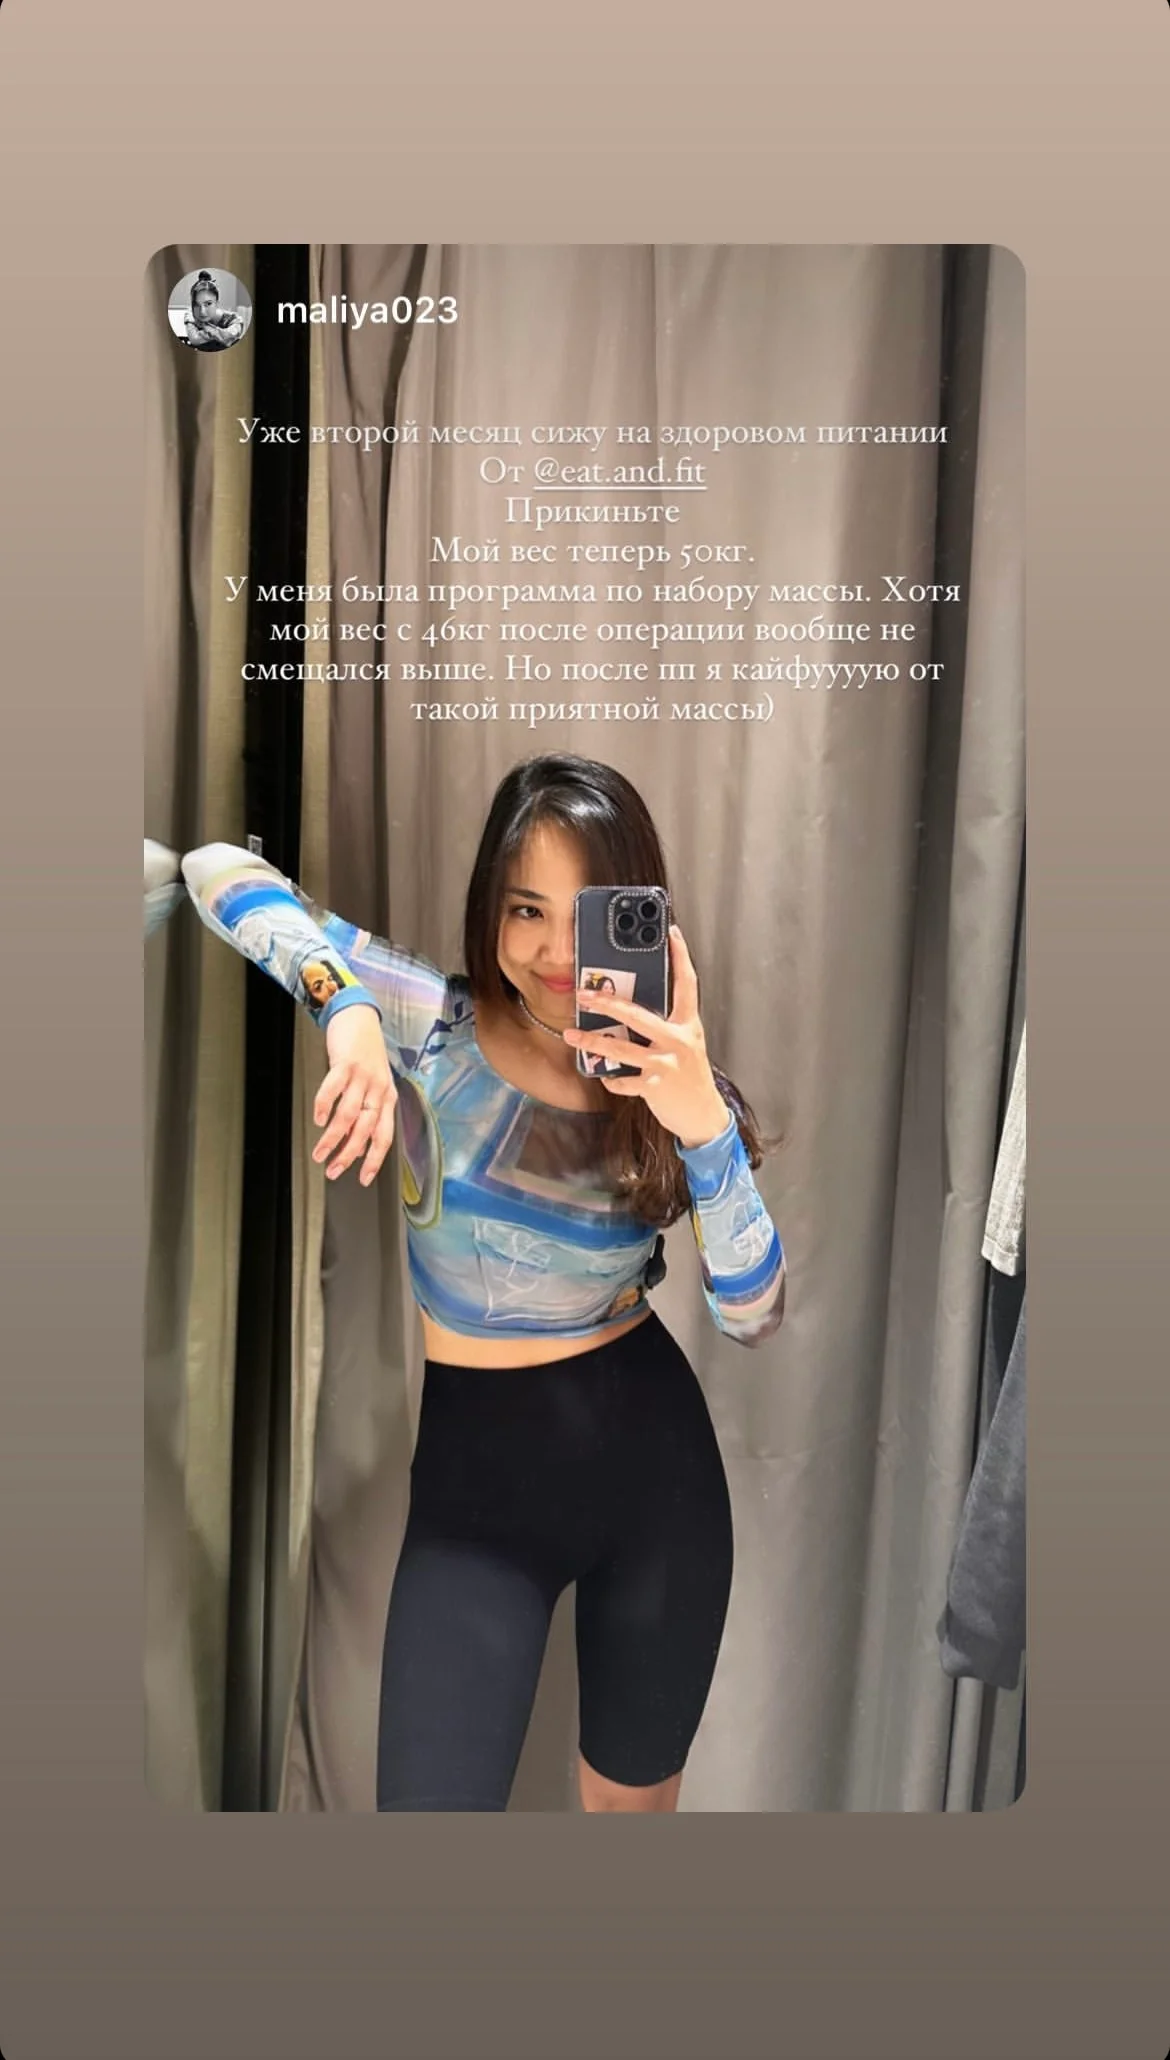 maliya023
Уже второй месяц сижу на здоровом питании
От @eat.and.fit
Прикиньте
Мой вес теперь 50кг.
У меня была программа по набору массы. Хотя
мой вес с 46кг после операции вообще не
смещался выше. Но после пп я кайфуууую от
такой приятной массы)